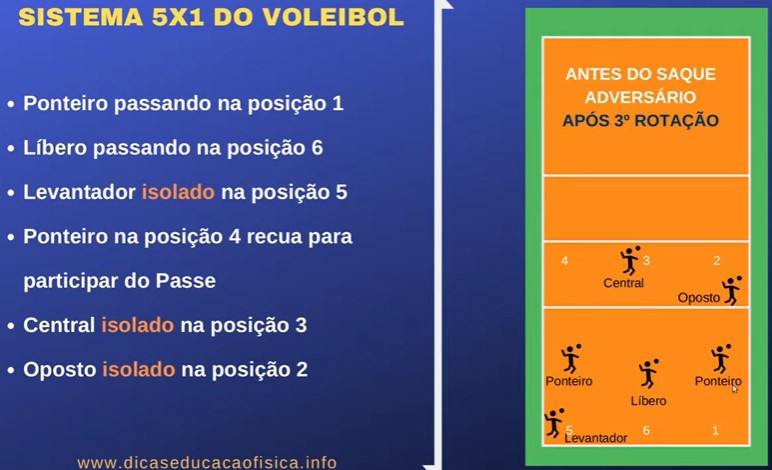 SISTEMA 5X1 DO VOLEIBOL
• Ponteiro passando na posição 1
• Líbero passando na posição 6
• Levantador isolado na posição 5
• Ponteiro na posição 4 recua para
participar do Passe
• Central isolado na posição 3
• Oposto isolado na posição 2
www.dicaseducacaofisica.info
ANTES DO SAQUE
ADVERSÁRIO
APÓS 3º ROTAÇÃO
4 3 2
Central
Oposto
Ponteiro Ponteiro
Líbero
5 6 1
Levantador